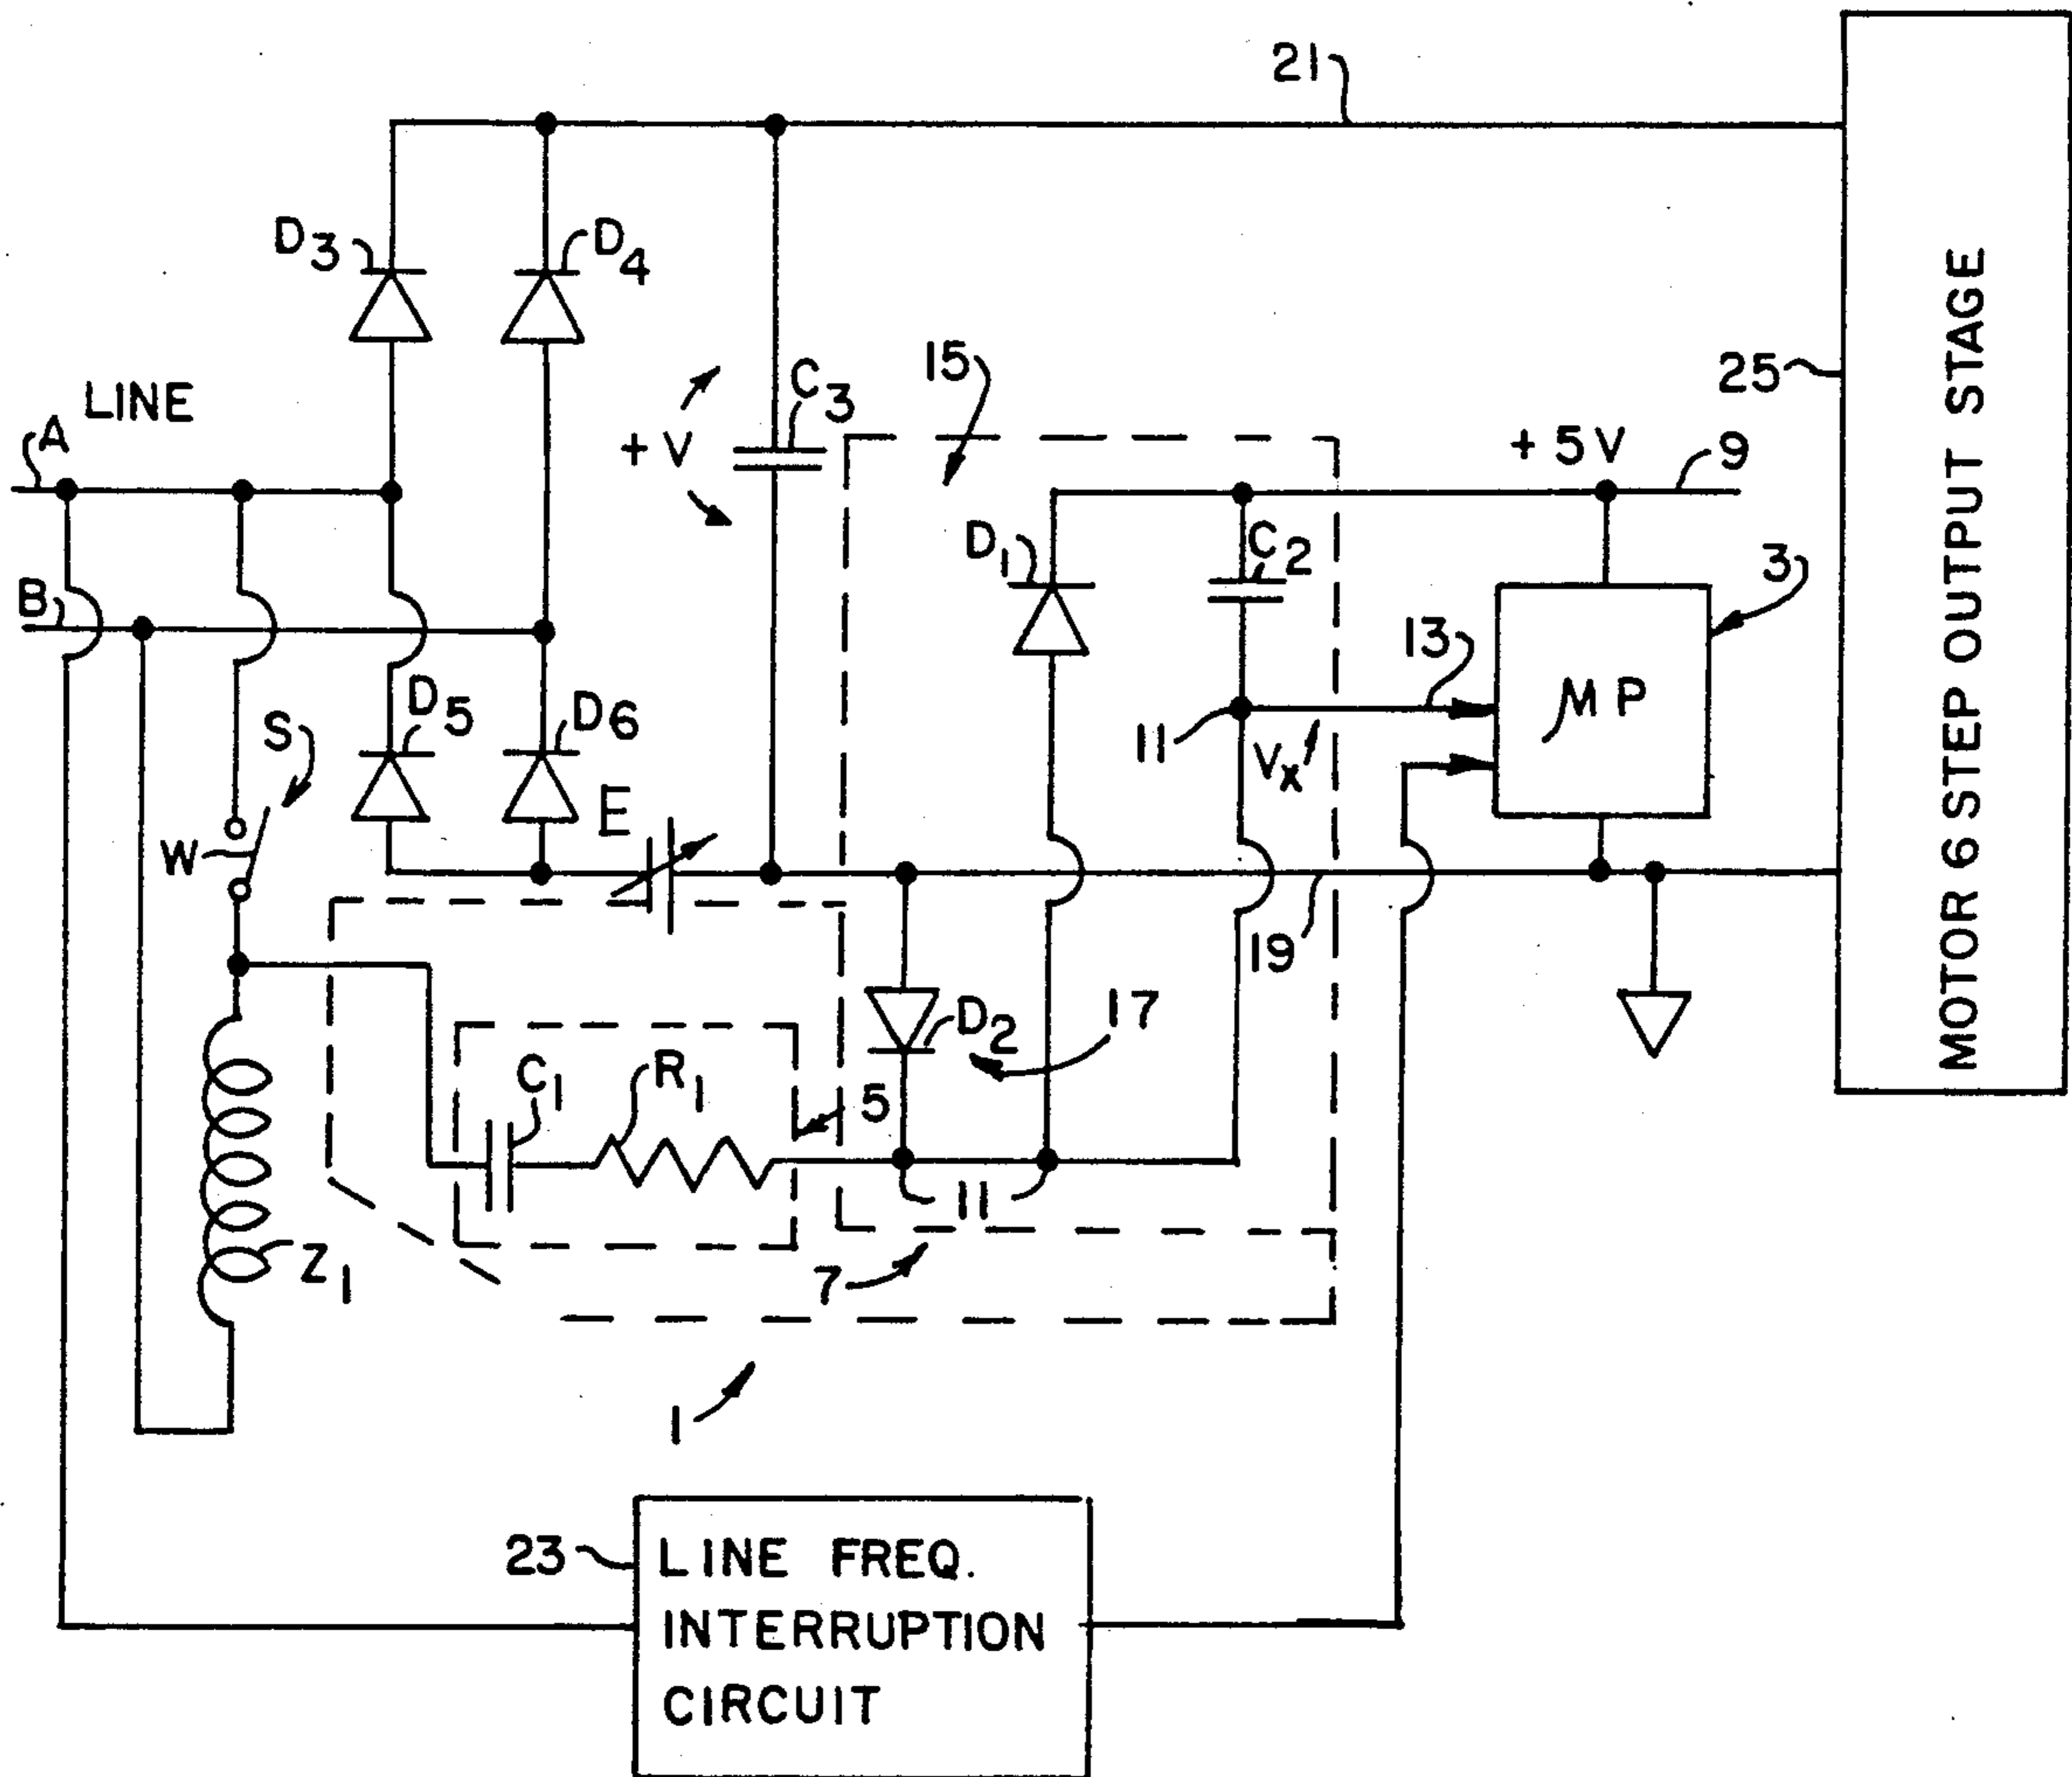 21
D3
D4
LINE
A
+ V
C3
15
+ 5V
9
25
MOTOR 6 STEP OUTPUT STAGE
B
D1
C2
3
13
MP
D5
D6
11
VX
S
E
W
19
D2
17
C1
R1
5
11
Z1
7
1
23
LINE FREQ.
INTERRUPTION
CIRCUIT